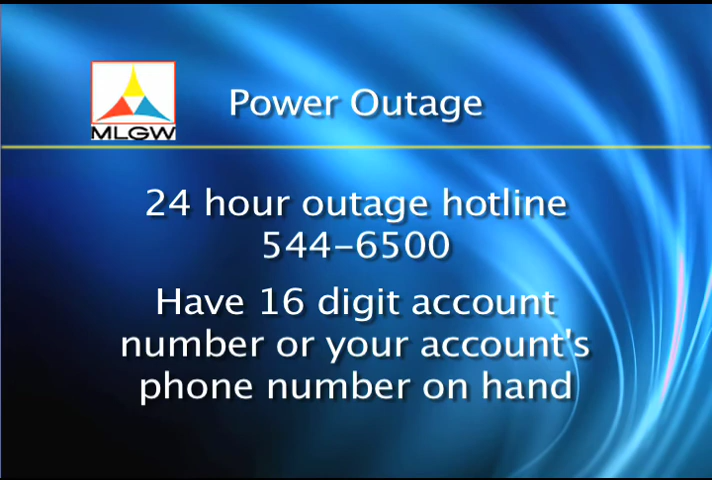 MLGW
Power Outage
24 hour outage hotline
544-6500
Have 16 digit account
number or your account's
phone number on hand